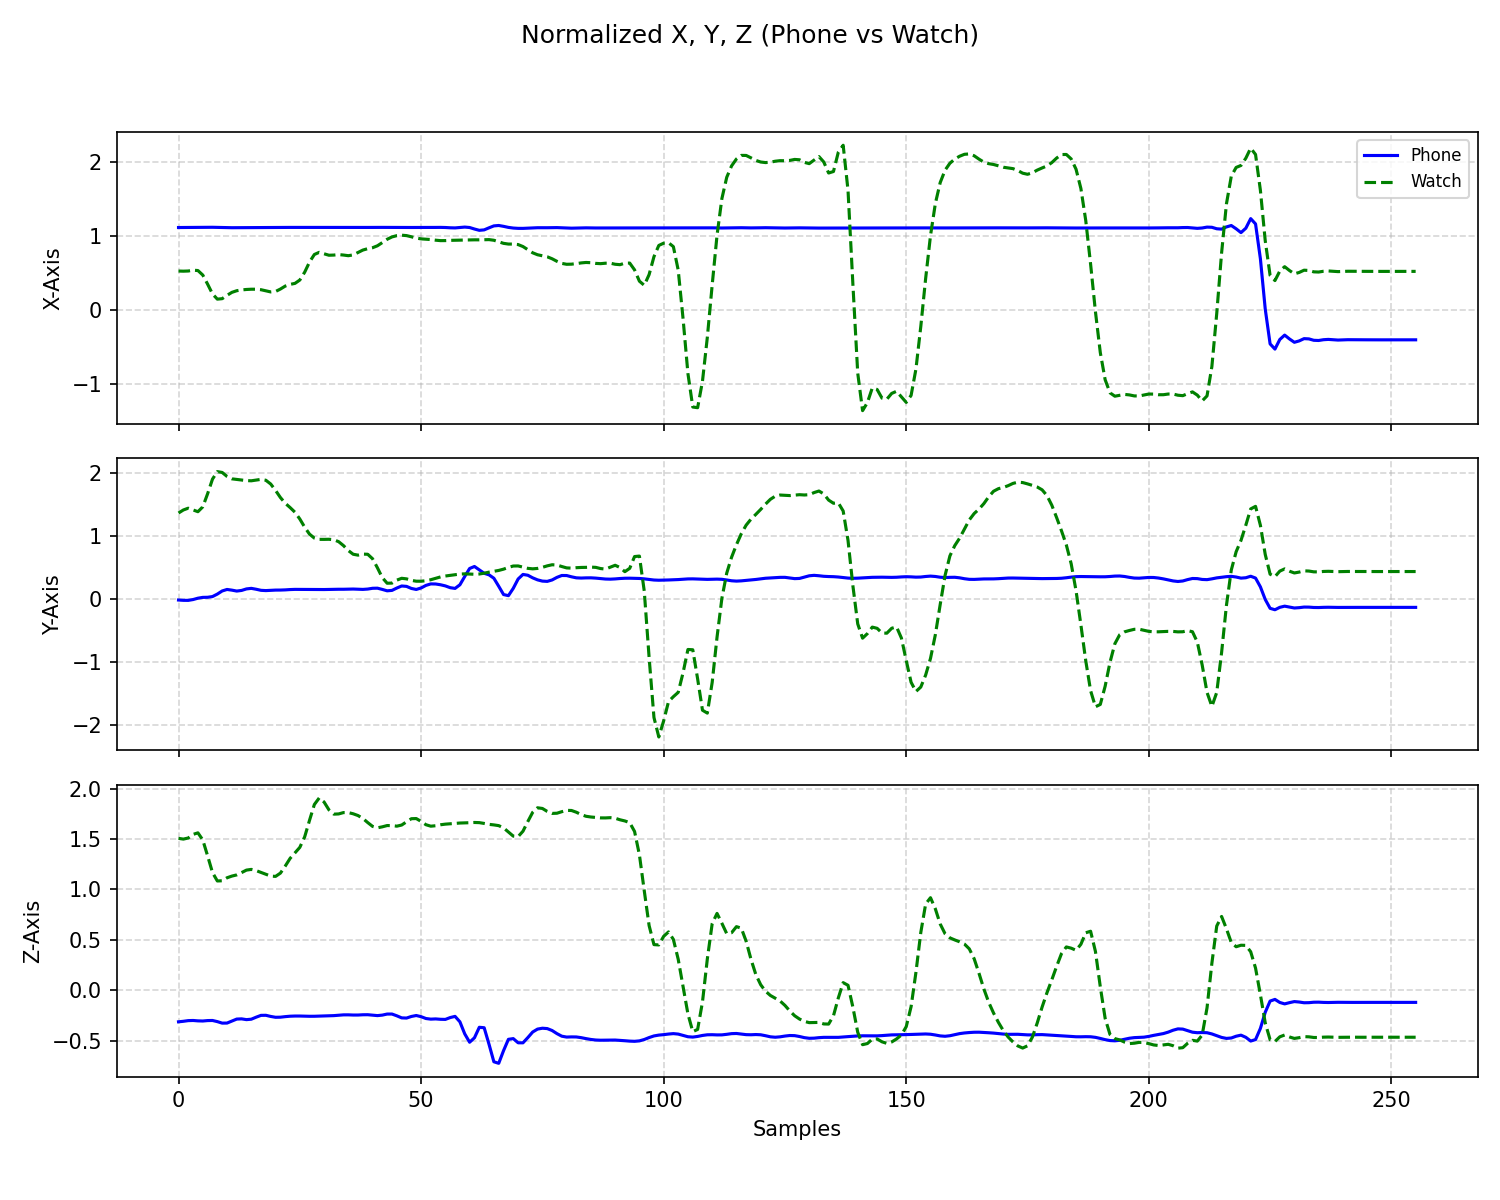 Normalized X, Y, Z (Phone vs Watch)
2
1
0
−1
X-Axis
Phone
Watch
2
1
0
−1
−2
Y-Axis
2.0
1.5
1.0
0.5
0.0
−0.5
Z-Axis
0 50 100 150 200 250
Samples